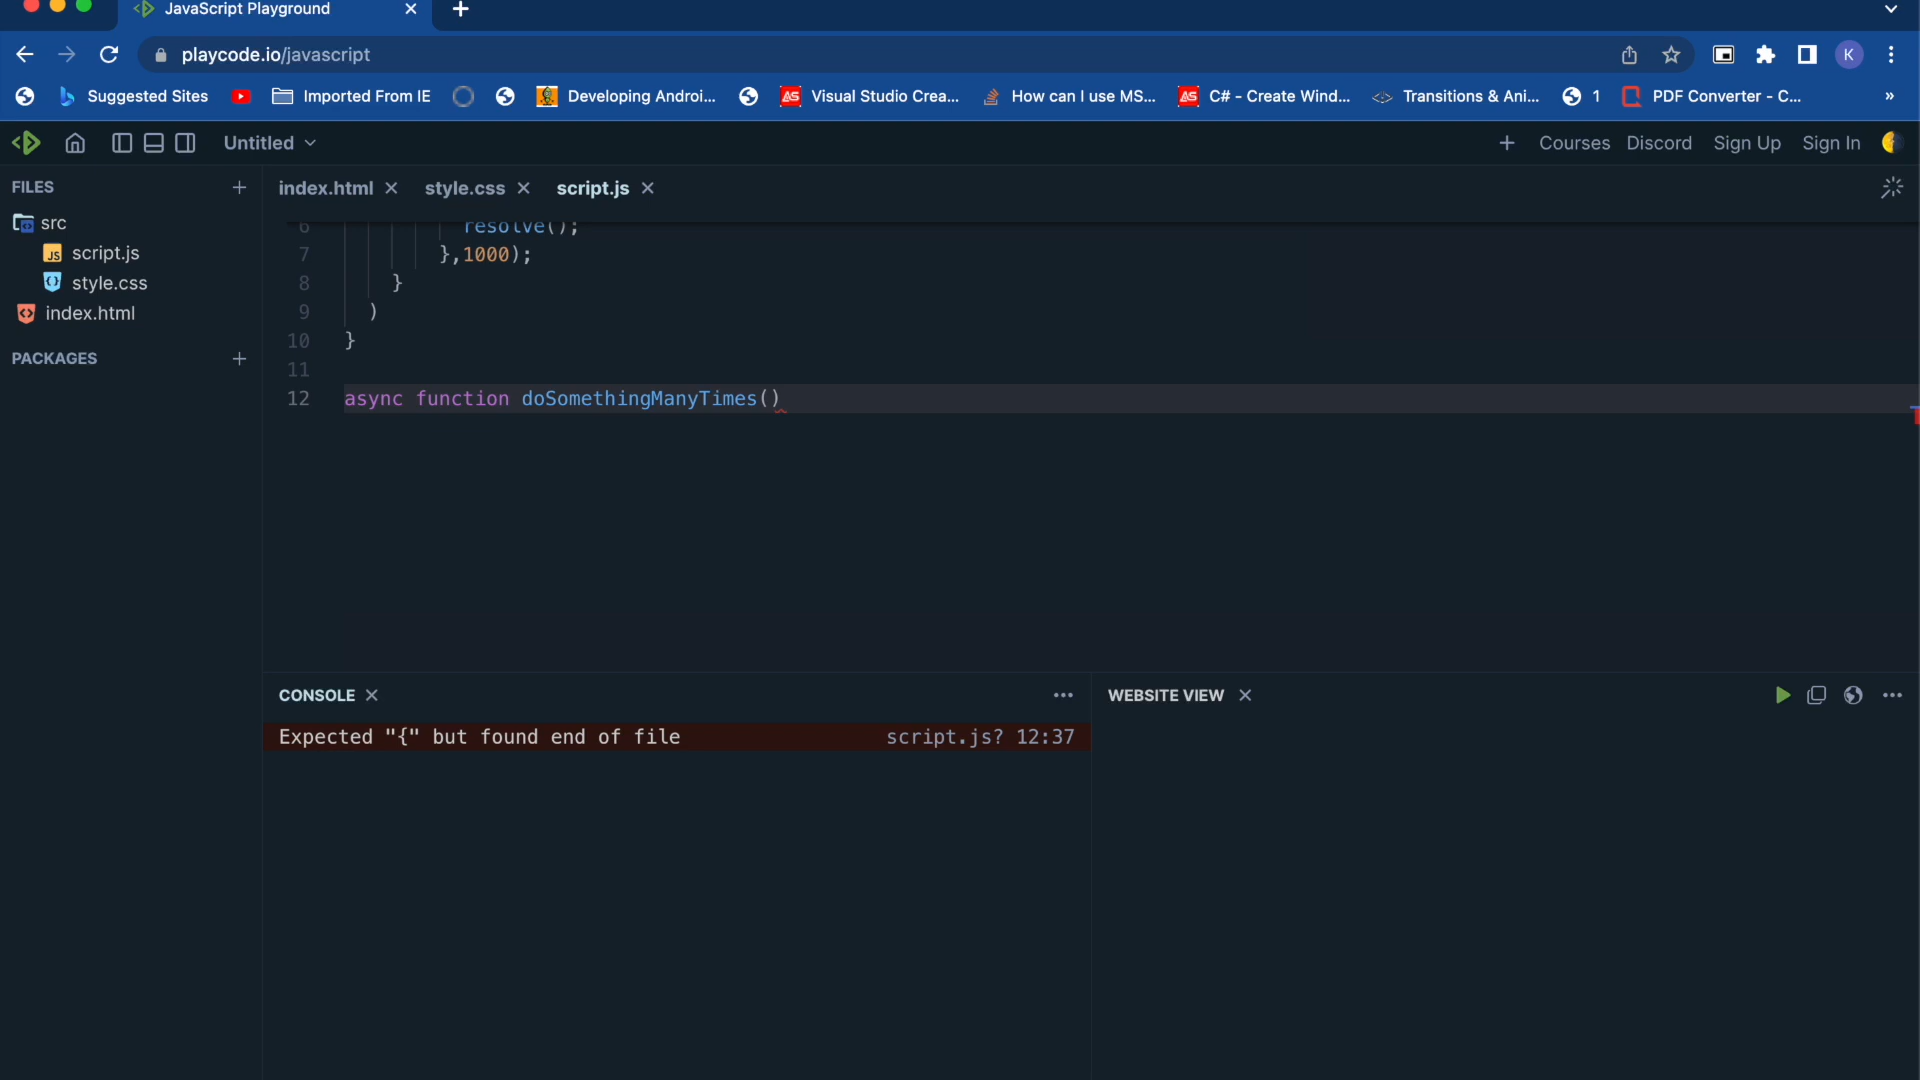 JavaScript Playground
playcode.io/javascript
K
Suggested Sites
Imported From IE
Developing Androi...
Visual Studio Crea...
How can I use MS...
C# - Create Wind...
Transitions & Ani...
1
PDF Converter - C...
»
Untitled
Courses
Discord
Sign Up
Sign In
FILES
src
script.js
style.css
index.html
PACKAGES
index.html
style.css
script.js
6 resolve();
7 },1000);
8 }
9 )
10 }
11
12 async function doSomethingManyTimes()
CONSOLE
Expected "{" but found end of file script.js? 12:37
WEBSITE VIEW